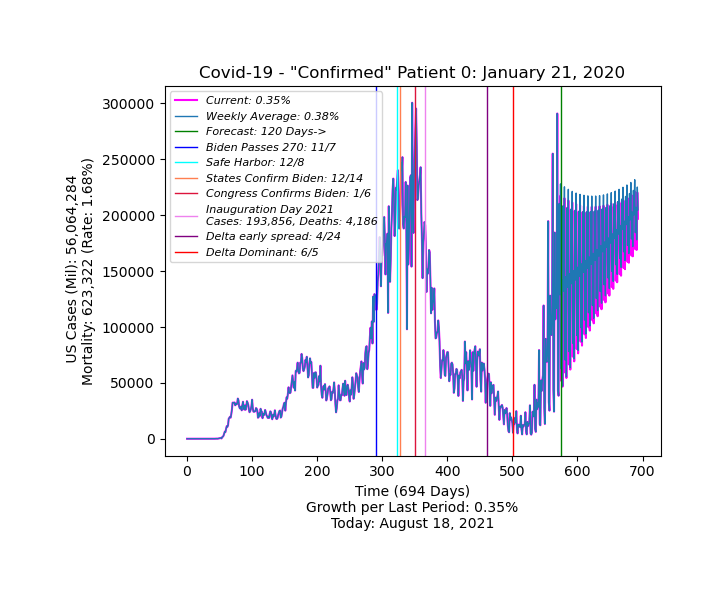 Covid-19 - "Confirmed" Patient 0: January 21, 2020
300000
250000
200000
150000
100000
50000
0
US Cases (Mil): 56,064,284
Mortality: 623,322 (Rate: 1.68%)
Current: 0.35%
Weekly Average: 0.38%
Forecast: 120 Days->
Biden Passes 270: 11/7
Safe Harbor: 12/8
States Confirm Biden: 12/14
Congress Confirms Biden: 1/6
Inauguration Day 2021
Cases: 193,856, Deaths: 4,186
Delta early spread: 4/24
Delta Dominant: 6/5
0 100 200 300 400 500 600 700
Time (694 Days)
Growth per Last Period: 0.35%
Today: August 18, 2021